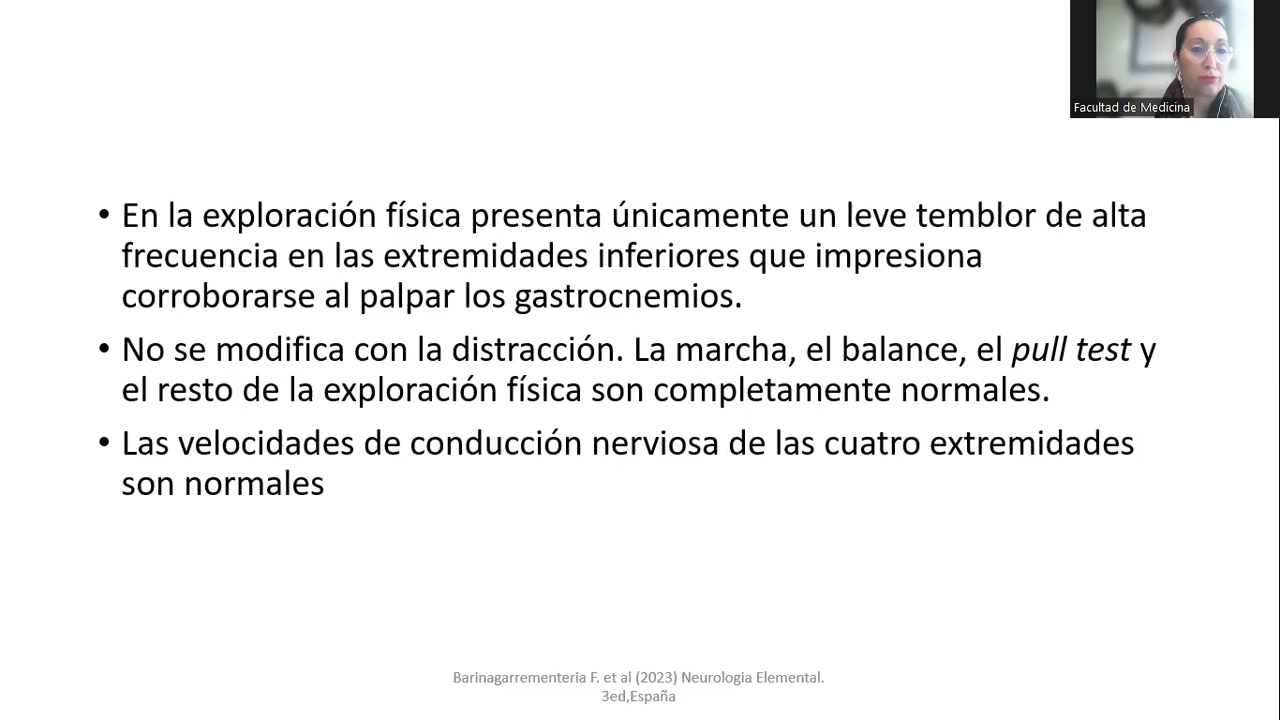 Facultad de Medicina
• En la exploración física presenta únicamente un leve temblor de alta
frecuencia en las extremidades inferiores que impresiona
corroborarse al palpar los gastrocnemios.
• No se modifica con la distracción. La marcha, el balance, el pull test y
el resto de la exploración física son completamente normales.
• Las velocidades de conducción nerviosa de las cuatro extremidades
son normales
Barinagarrementeria F. et al (2023) Neurologia Elemental.
3ed,España